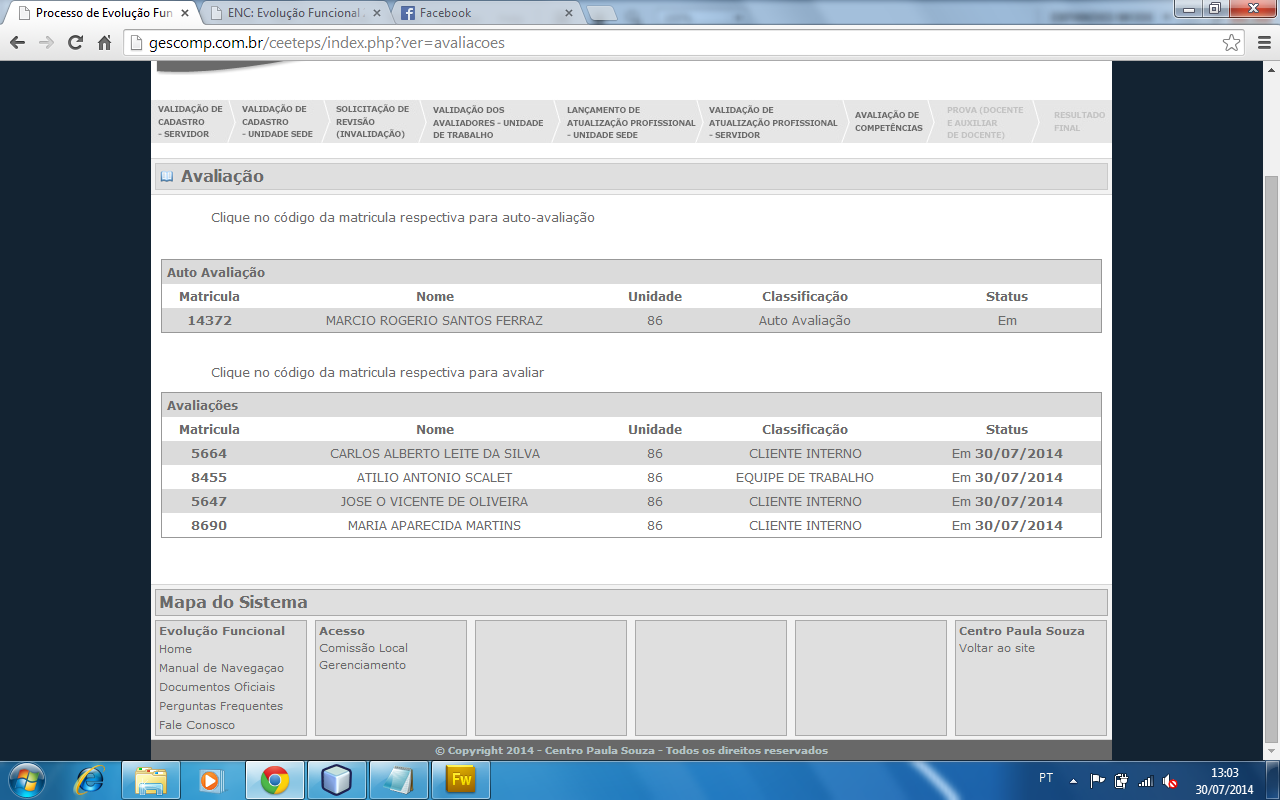 Processo de Evolução Fun
ENC: Evolução Funcional
Facebook
gescomp.com.br/ceeteps/index.php?ver=avaliacoes
VALIDAÇÃO DE
CADASTRO
- SERVIDOR
VALIDAÇÃO DE
CADASTRO
- UNIDADE SEDE
SOLICITAÇÃO DE
REVISÃO
(INVALIDAÇÃO)
VALIDAÇÃO DOS
AVALIADORES - UNIDADE
DE TRABALHO
LANÇAMENTO DE
ATUALIZAÇÃO PROFISSIONAL
- UNIDADE SEDE
VALIDAÇÃO DE
ATUALIZAÇÃO PROFISSIONAL
- SERVIDOR
AVALIAÇÃO DE
COMPETÊNCIAS
PROVA (DOCENTE
E AUXILIAR
DE DOCENTE)
RESULTADO
FINAL
Avaliação
Clique no código da matricula respectiva para auto-avaliação
Auto Avaliação
Matricula Nome Unidade Classificação Status
14372 MARCIO ROGERIO SANTOS FERRAZ 86 Auto Avaliação Em
Clique no código da matricula respectiva para avaliar
Avaliações
Matricula Nome Unidade Classificação Status
5664 CARLOS ALBERTO LEITE DA SILVA 86 CLIENTE INTERNO Em 30/07/2014
8455 ATILIO ANTONIO SCALET 86 EQUIPE DE TRABALHO Em 30/07/2014
5647 JOSE O VICENTE DE OLIVEIRA 86 CLIENTE INTERNO Em 30/07/2014
8690 MARIA APARECIDA MARTINS 86 CLIENTE INTERNO Em 30/07/2014
Mapa do Sistema
Evolução Funcional
Home
Manual de Navegaçao
Documentos Oficiais
Perguntas Frequentes
Fale Conosco
Acesso
Comissão Local
Gerenciamento
Centro Paula Souza
Voltar ao site
© Copyright 2014 - Centro Paula Souza - Todos os direitos reservados
Fw
PT
13:03
30/07/2014